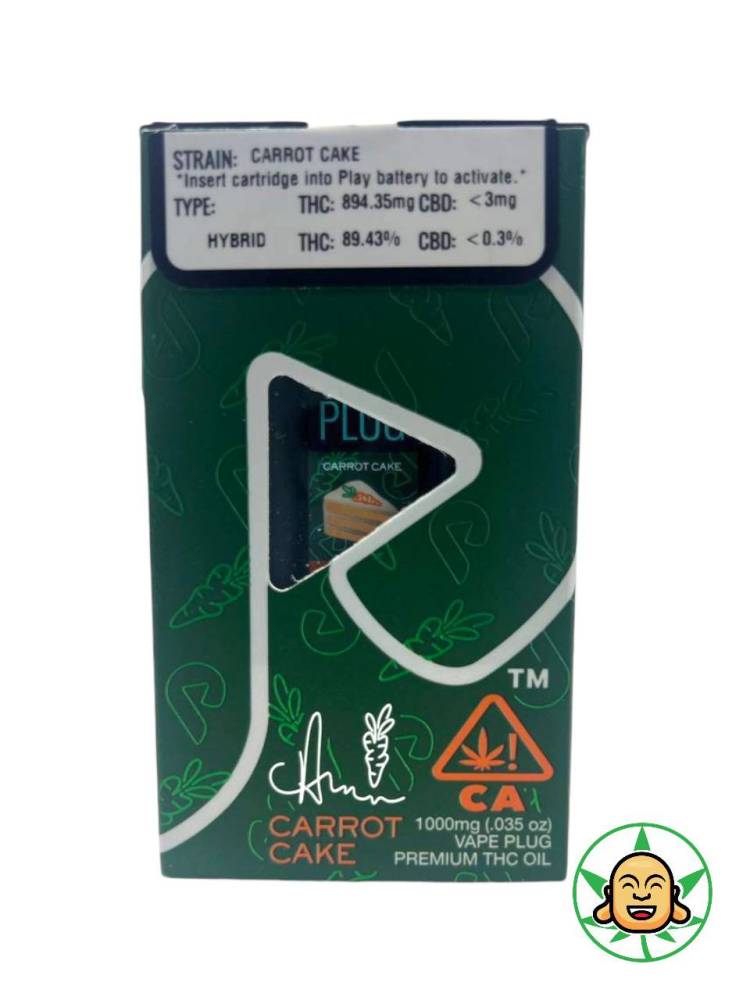 STRAIN: CARROT CAKE
"Insert cartridge into Play battery to activate."
TYPE: THC: 894.35mg CBD: <3mg
HYBRID THC: 89.43% CBD: <0.3%
PLUG
CARROT CAKE
TM
CA
CARROT
CAKE
1000mg (.035 oz)
VAPE PLUG
PREMIUM THC OIL